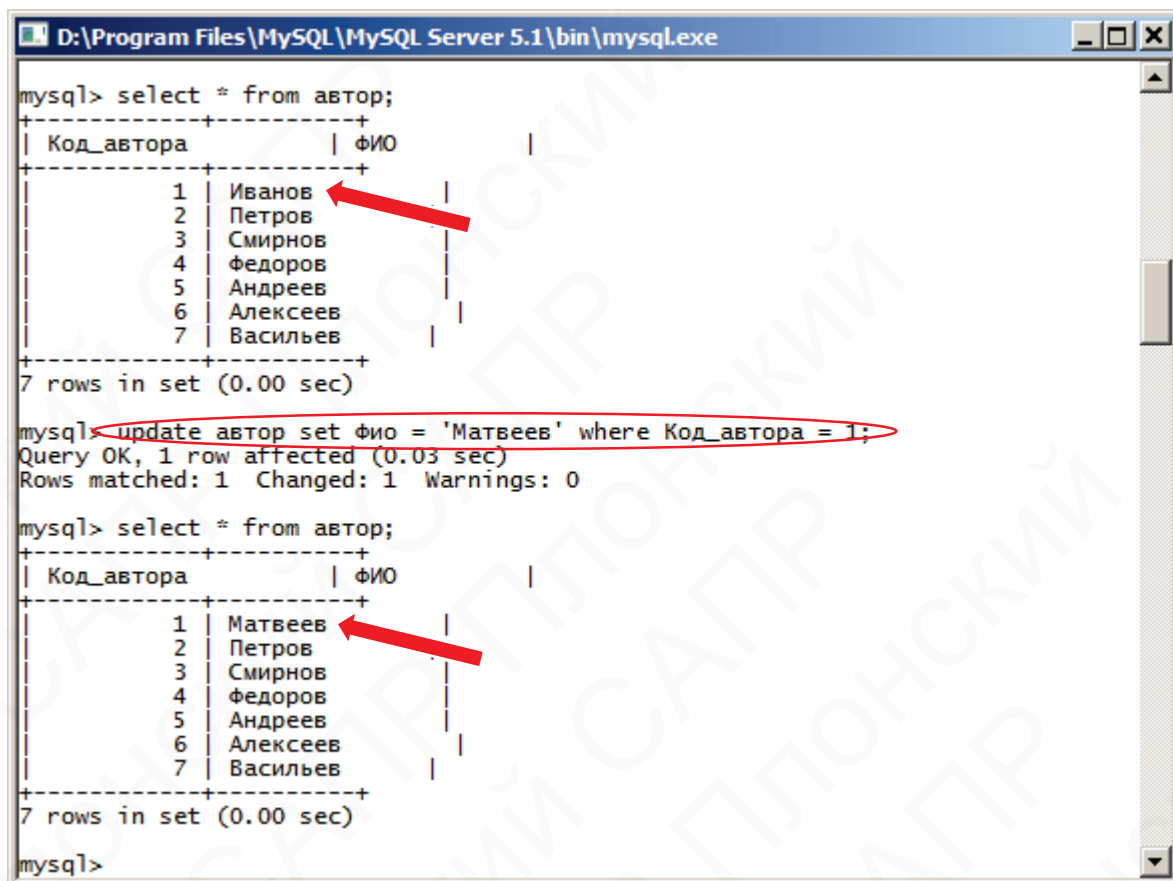 D:\Program Files\MySQL\MySQL Server 5.1\bin\mysql.exe
mysql> select * from автор;
+------------+----------+
| Код_автора | ФИО |
+------------+----------+
| 1 | Иванов |
| 2 | Петров |
| 3 | Смирнов |
| 4 | Федоров |
| 5 | Андреев |
| 6 | Алексеев |
| 7 | Васильев |
+------------+----------+
7 rows in set (0.00 sec)
mysql> update автор set Фио = 'Матвеев' where Код_автора = 1;
Query OK, 1 row affected (0.03 sec)
Rows matched: 1 Changed: 1 Warnings: 0
mysql> select * from автор;
+------------+----------+
| Код_автора | ФИО |
+------------+----------+
| 1 | Матвеев |
| 2 | Петров |
| 3 | Смирнов |
| 4 | Федоров |
| 5 | Андреев |
| 6 | Алексеев |
| 7 | Васильев |
+------------+----------+
7 rows in set (0.00 sec)
mysql>